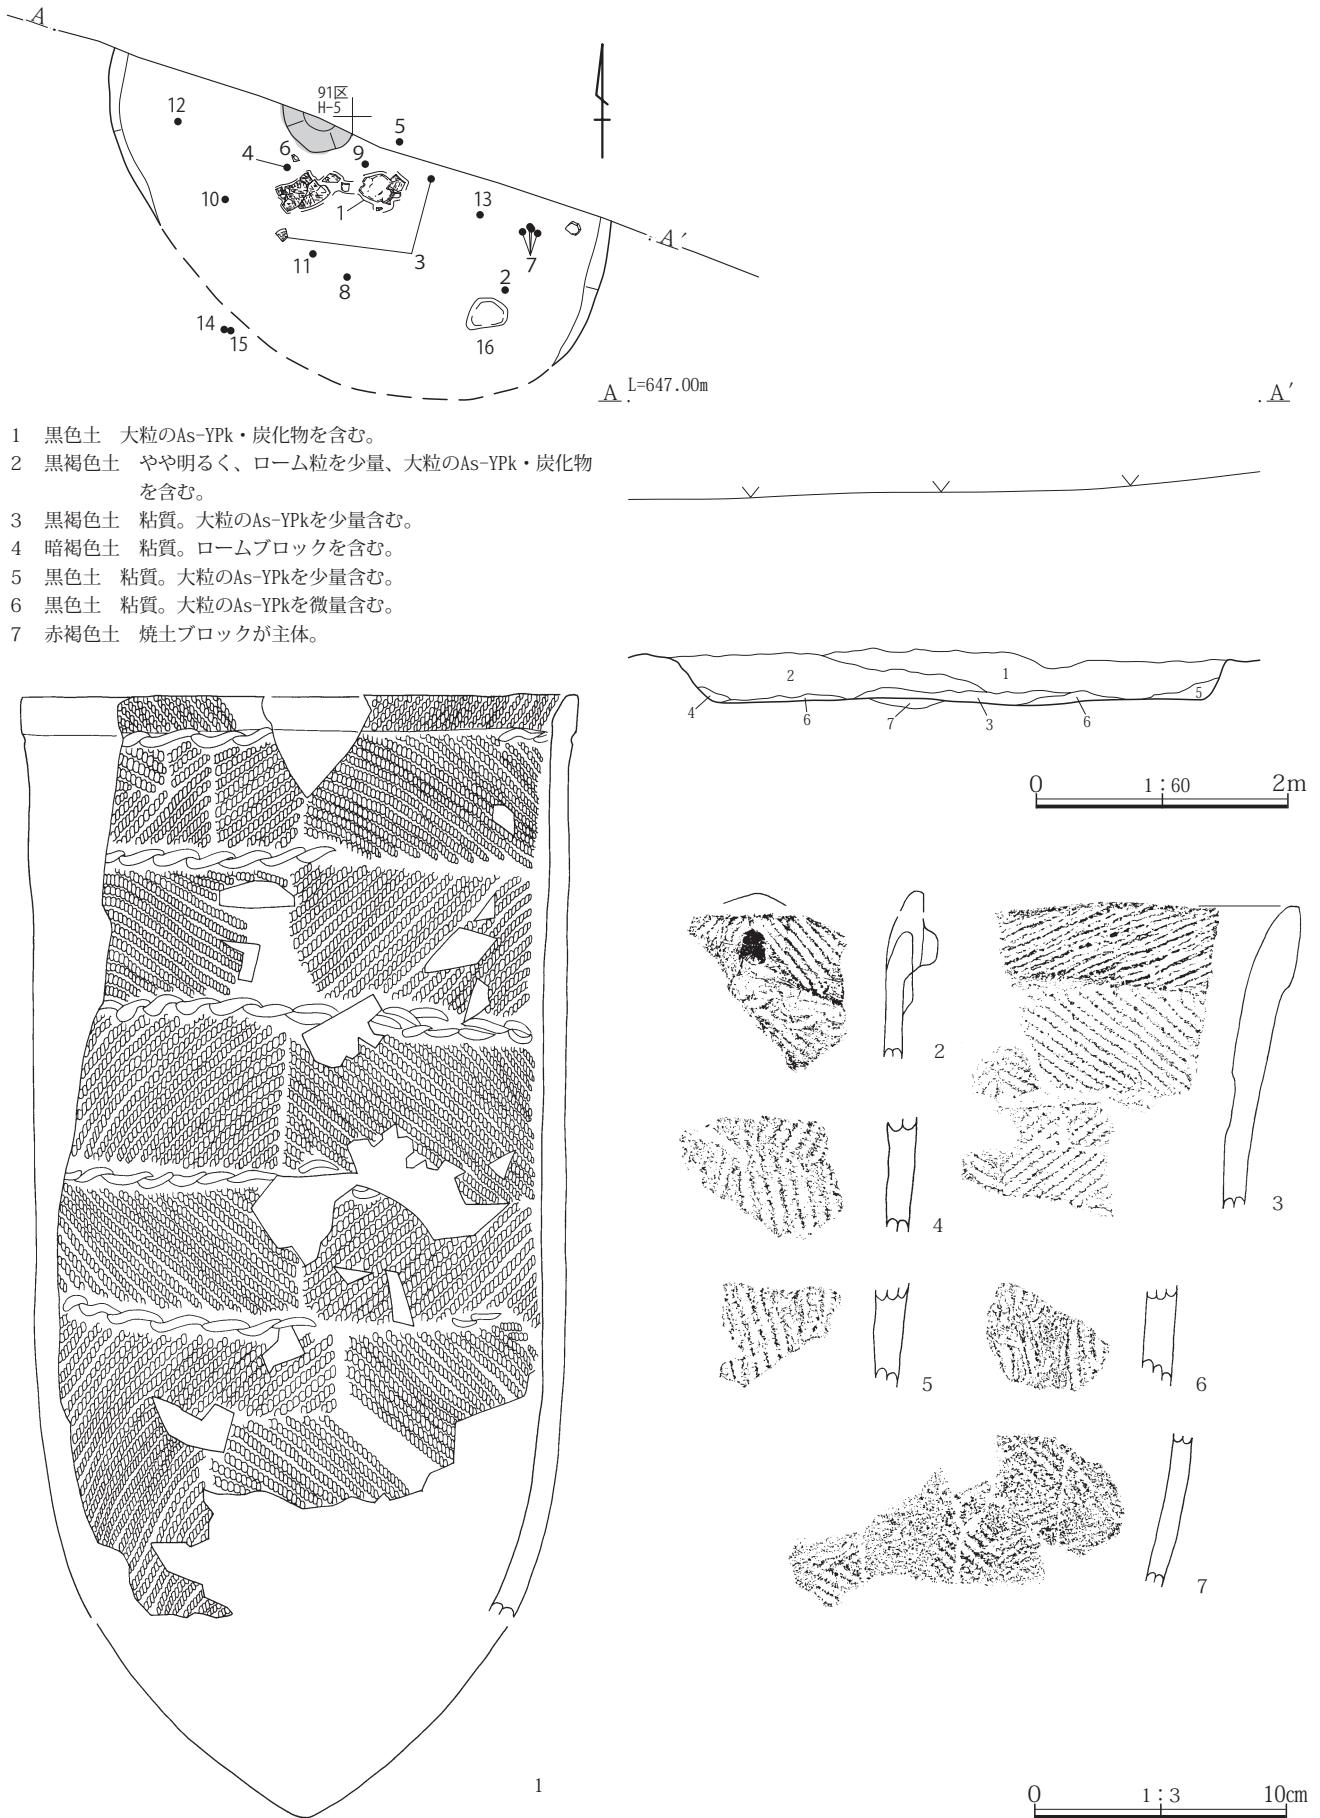 A
91区
H-5
12
5
6
4
9
10
1
13
A′
11
3
7
8
2
14
15
16
A L=647.00m
A′
1 黒色土 大粒のAs-YPk・炭化物を含む。
2 黒褐色土 やや明るく、ローム粒を少量、大粒のAs-YPk・炭化物
を含む。
3 黒褐色土 粘質。大粒のAs-YPkを少量含む。
4 暗褐色土 粘質。ロームブロックを含む。
5 黒色土 粘質。大粒のAs-YPkを少量含む。
6 黒色土 粘質。大粒のAs-YPkを微量含む。
7 赤褐色土 焼土ブロックが主体。
2
1
4
6
7
3
6
5
0 1:60 2m
2
3
4
5
6
7
1
0 1:3 10cm